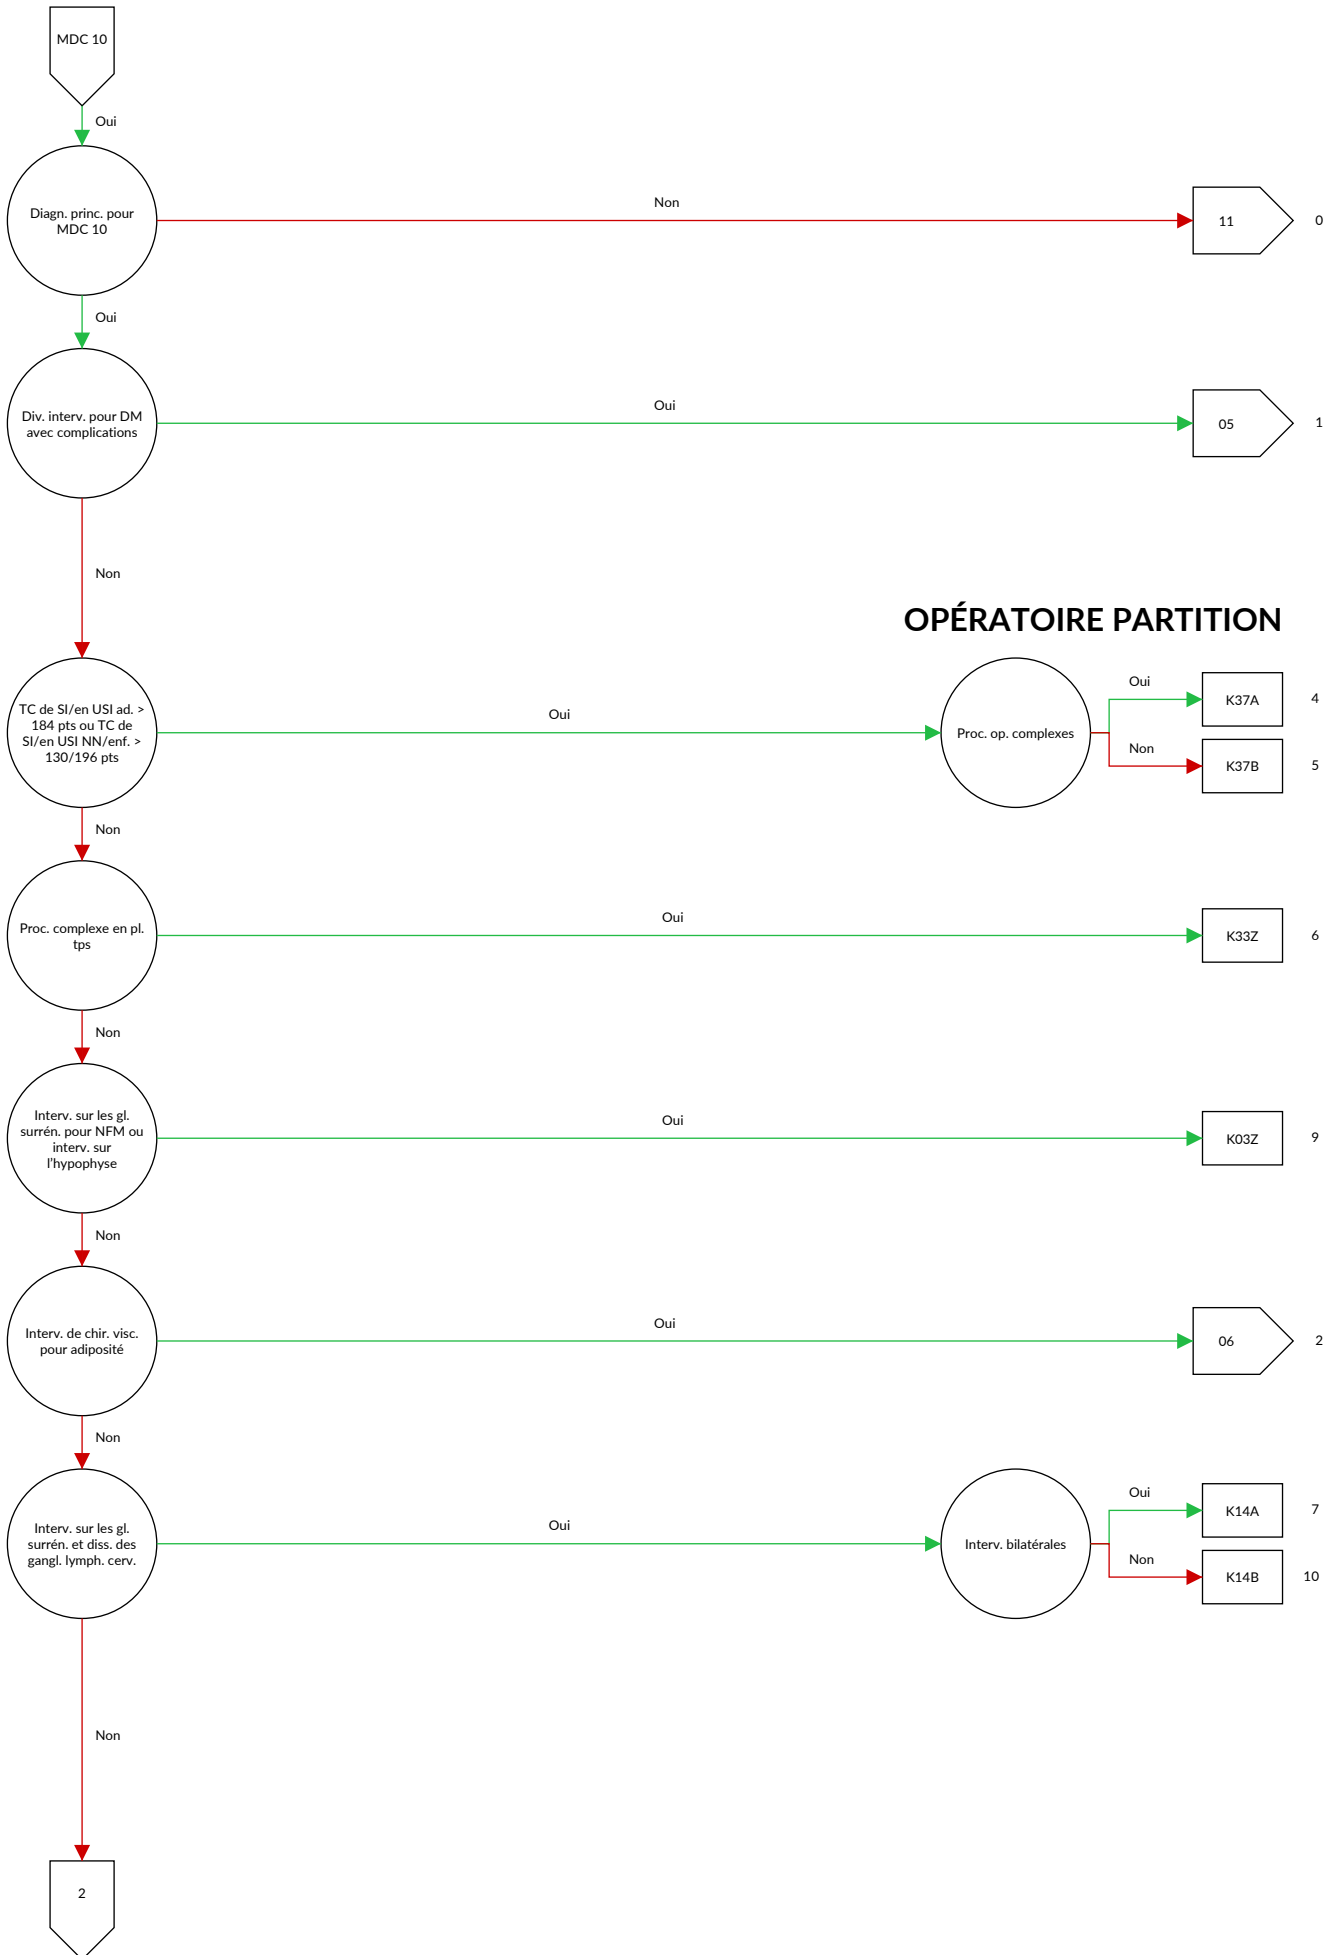 MDC 10
Oui
Diagn. princ. pour
MDC 10
Non
11
0
Oui
Div. interv. pour DM
avec complications
Oui
05
1
Non
OPÉRATOIRE PARTITION
TC de SI/en USI ad. >
184 pts ou TC de
SI/en USI NN/enf. >
130/196 pts
Oui
Proc. op. complexes
Oui
K37A
4
Non
K37B
5
Non
Proc. complexe en pl.
tps
Oui
K33Z
6
Non
Interv. sur les gl.
surrén. pour NFM ou
interv. sur
l'hypophyse
Oui
K03Z
9
Non
Interv. de chir. visc.
pour adiposité
Oui
06
2
Non
Interv. sur les gl.
surrén. et diss. des
gangl. lymph. cerv.
Oui
Interv. bilatérales
Oui
K14A
7
Non
K14B
10
Non
2